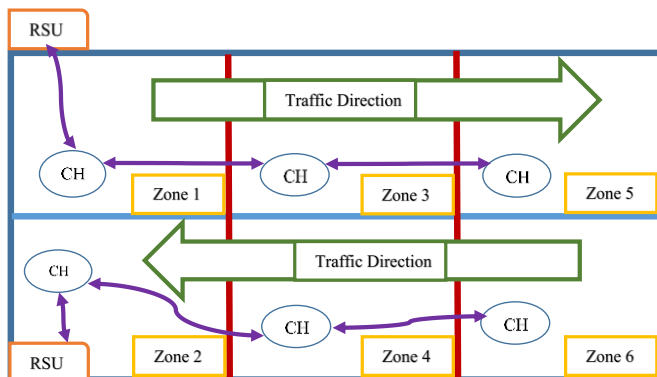 RSU
Traffic Direction
CH
CH
CH
Zone 1
Zone 3
Zone 5
Traffic Direction
CH
CH
CH
RSU
Zone 2
Zone 4
Zone 6